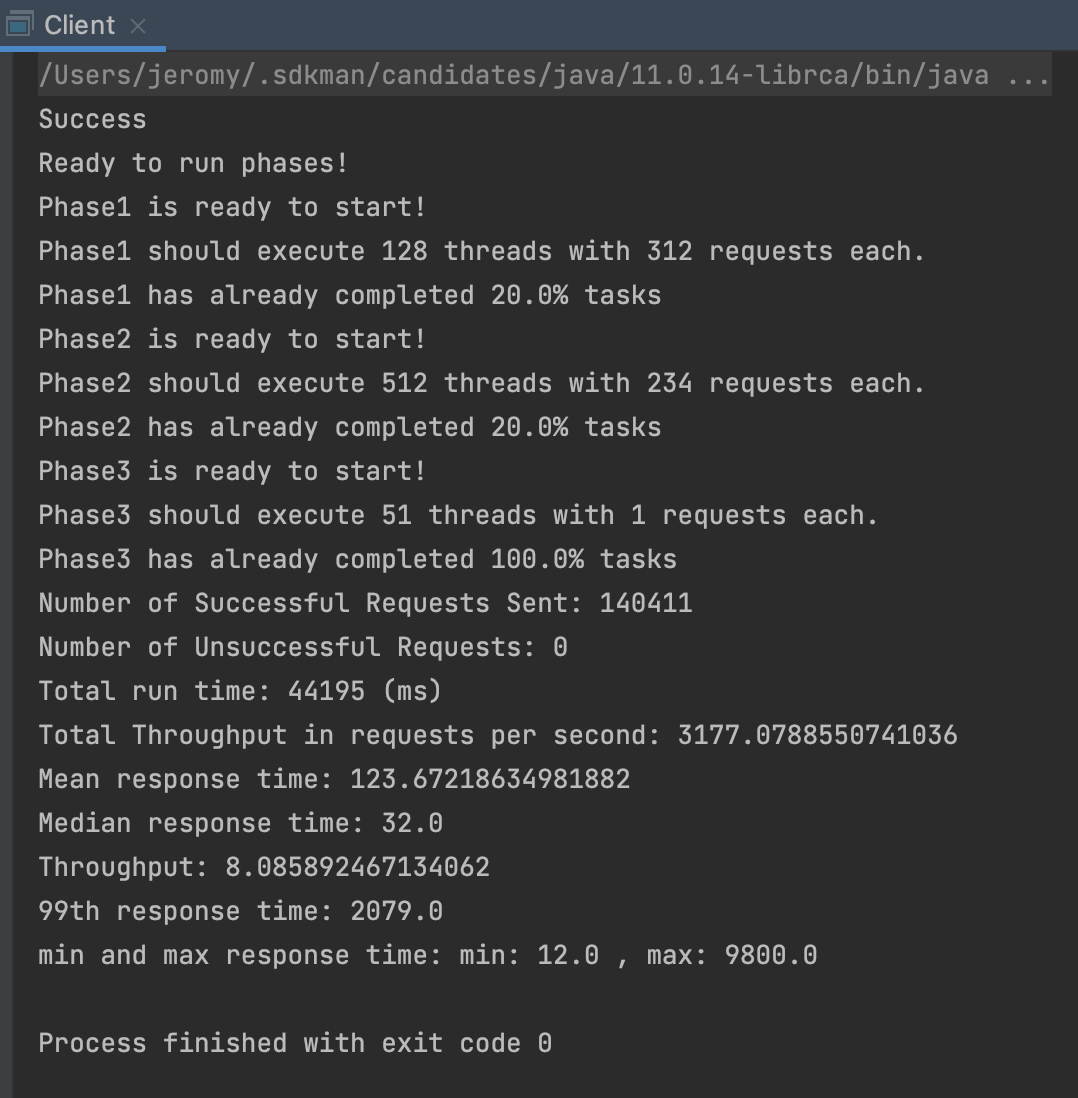 Client
/Users/jeromy/.sdkman/candidates/java/11.0.14-librca/bin/java ...
Success
Ready to run phases!
Phase1 is ready to start!
Phase1 should execute 128 threads with 312 requests each.
Phase1 has already completed 20.0% tasks
Phase2 is ready to start!
Phase2 should execute 512 threads with 234 requests each.
Phase2 has already completed 20.0% tasks
Phase3 is ready to start!
Phase3 should execute 51 threads with 1 requests each.
Phase3 has already completed 100.0% tasks
Number of Successful Requests Sent: 140411
Number of Unsuccessful Requests: 0
Total run time: 44195 (ms)
Total Throughput in requests per second: 3177.0788550741036
Mean response time: 123.67218634981882
Median response time: 32.0
Throughput: 8.085892467134062
99th response time: 2079.0
min and max response time: min: 12.0 , max: 9800.0
Process finished with exit code 0